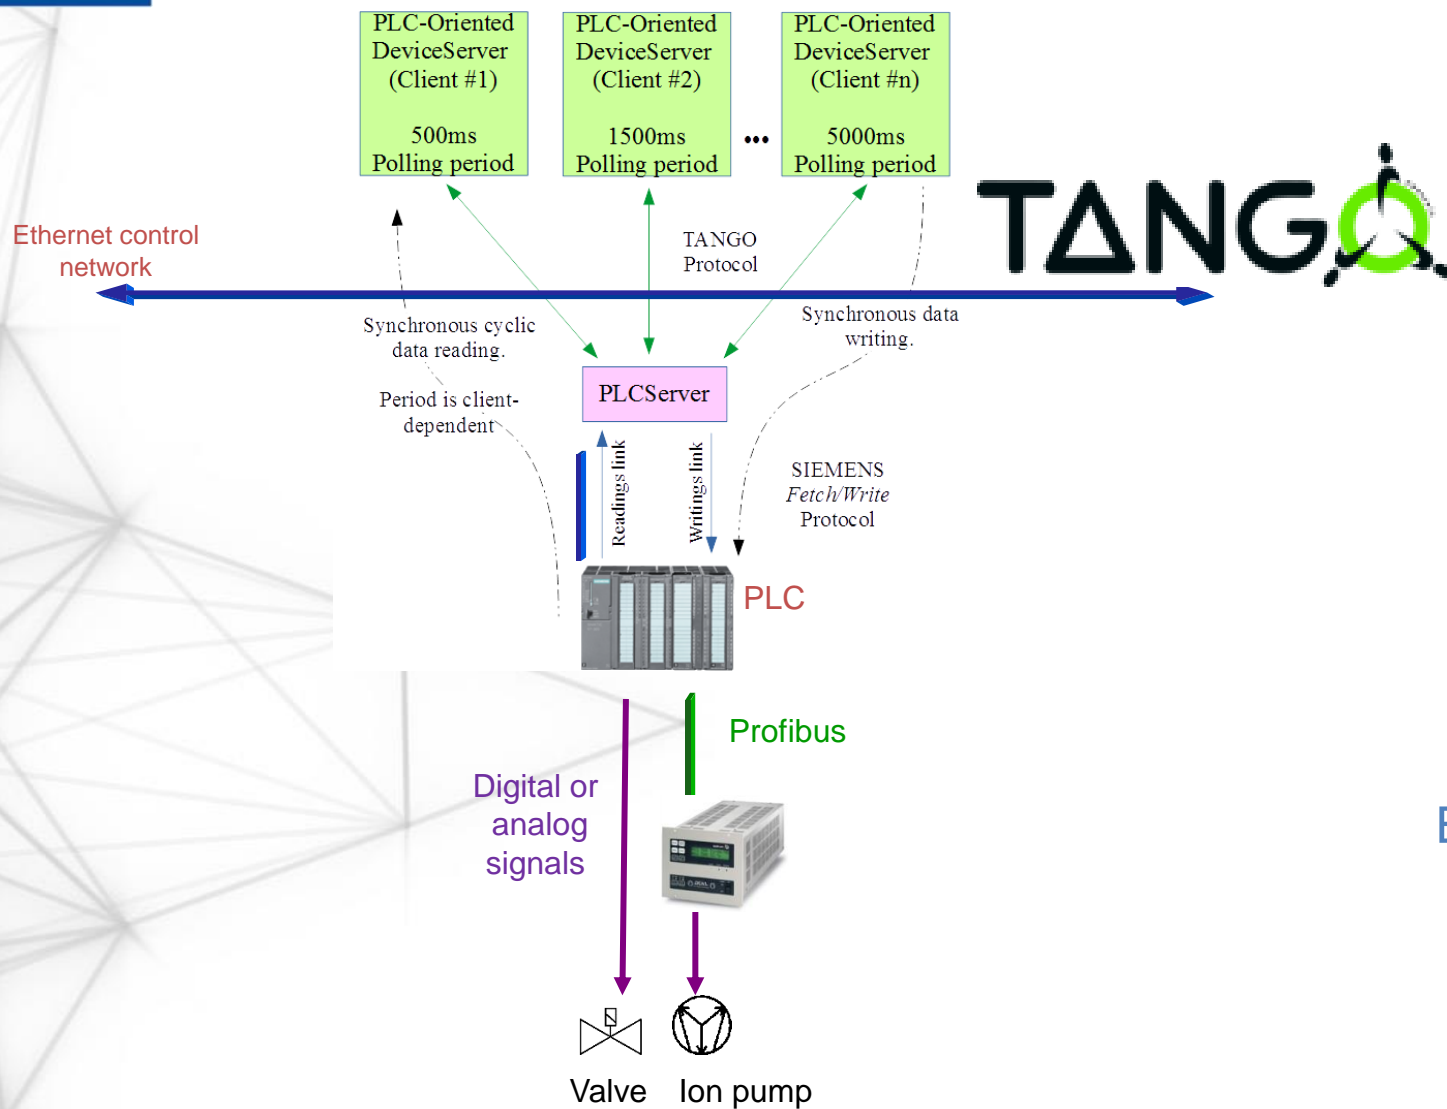 PLC-Oriented
DeviceServer
(Client #1)
500ms
Polling period
PLC-Oriented
DeviceServer
(Client #2)
1500ms
Polling period
...
PLC-Oriented
DeviceServer
(Client #n)
5000ms
Polling period
TANGO
Ethernet control
network
TANGO
Protocol
Synchronous cyclic
data reading.
Period is client-
dependent
Synchronous data
writing.
PLCServer
Readings link
Writings link
SIEMENS
Fetch/Write
Protocol
PLC
Profibus
Digital or
analog
signals
E
Valve
Ion pump